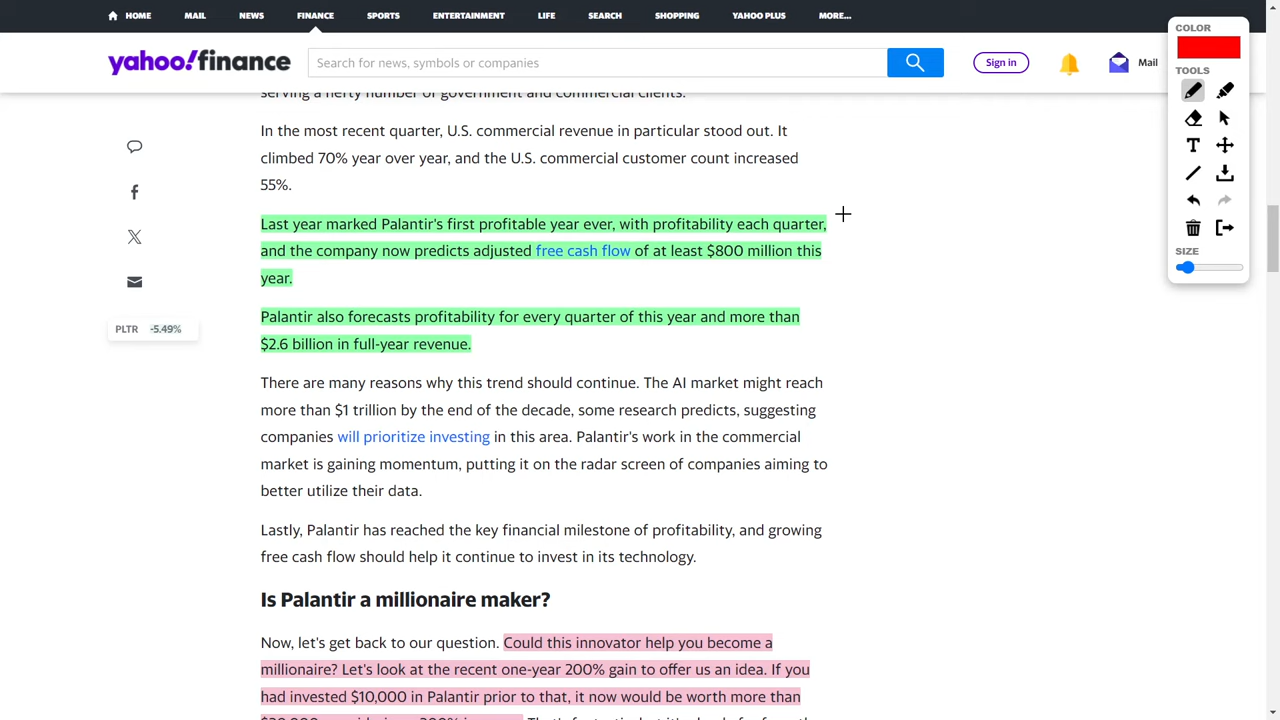 HOME MAIL NEWS FINANCE SPORTS ENTERTAINMENT LIFE SEARCH SHOPPING YAHOO PLUS MORE...
yahoo!finance
Search for news, symbols or companies
Sign in
Mail
COLOR
TOOLS
SIZE
PLTR -5.49%
serving a hefty number of government and commercial clients.
In the most recent quarter, U.S. commercial revenue in particular stood out. It
climbed 70% year over year, and the U.S. commercial customer count increased
55%.
Last year marked Palantir's first profitable year ever, with profitability each quarter,
and the company now predicts adjusted free cash flow of at least $800 million this
year.
Palantir also forecasts profitability for every quarter of this year and more than
$2.6 billion in full-year revenue.
There are many reasons why this trend should continue. The AI market might reach
more than $1 trillion by the end of the decade, some research predicts, suggesting
companies will prioritize investing in this area. Palantir's work in the commercial
market is gaining momentum, putting it on the radar screen of companies aiming to
better utilize their data.
Lastly, Palantir has reached the key financial milestone of profitability, and growing
free cash flow should help it continue to invest in its technology.
Is Palantir a millionaire maker?
Now, let's get back to our question. Could this innovator help you become a
millionaire? Let's look at the recent one-year 200% gain to offer us an idea. If you
had invested $10,000 in Palantir prior to that, it now would be worth more than